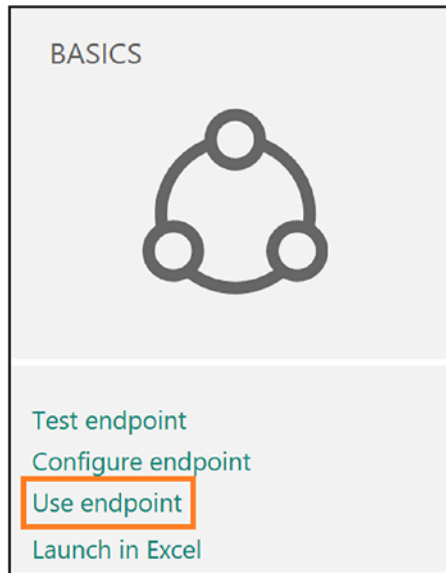 BASICS
Test endpoint
Configure endpoint
Use endpoint
Launch in Excel